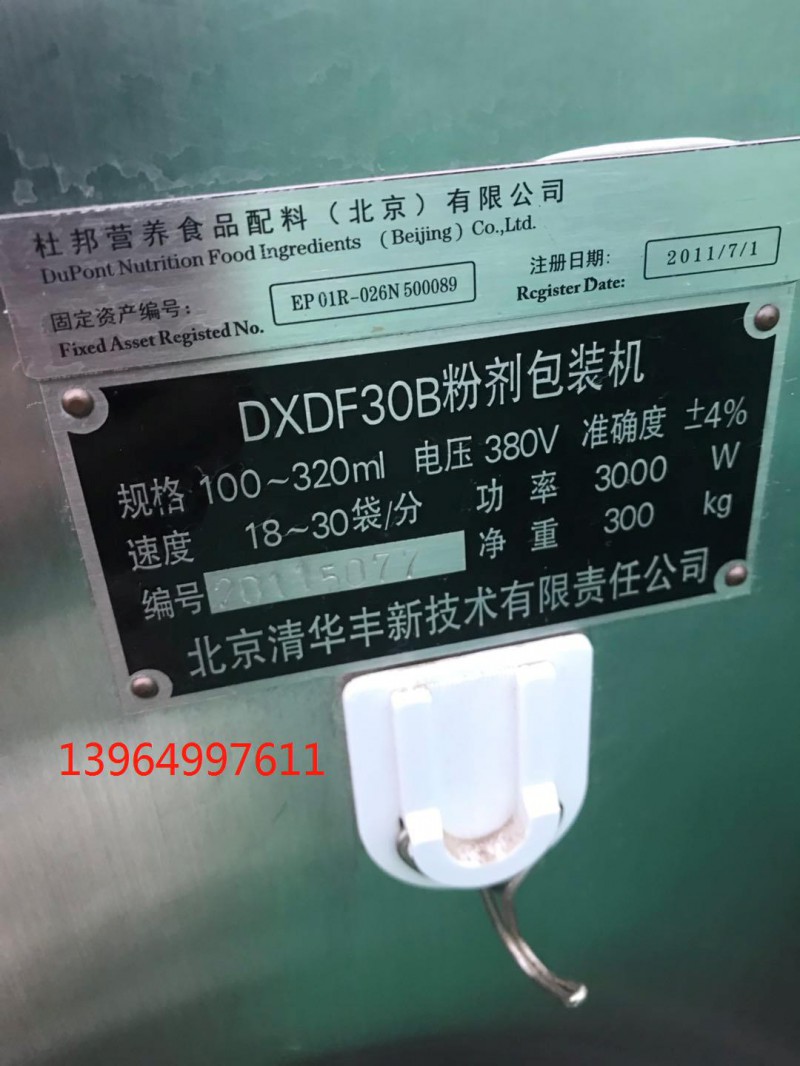 杜邦营养食品配料（北京）有限公司
DuPont Nutrition Food Ingredients （Beijing）Co.,Ltd.
固定资产编号：
Fixed Asset Registed No.
EP 01R-026N 500089
注册日期：
Rcgister Date:
2011/7/1
DXDF30B粉剂包装机
规格 100~320ml 电压 380V 准确度 ±4%
速度 18~30袋/分 功率 3000 W
编号 20115077 净重 300 kg
北京清华丰新技术有限责任公司
13964997611